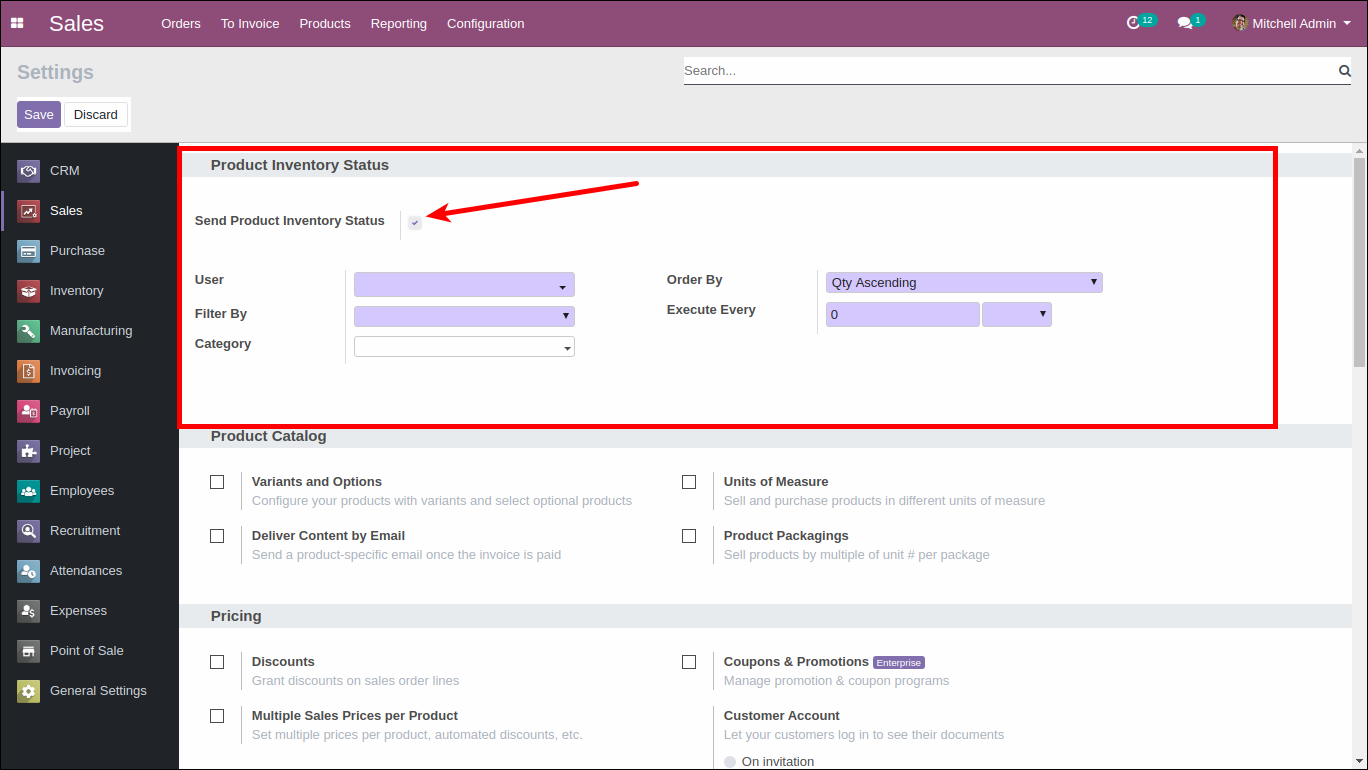 Sales Orders To Invoice Products Reporting Configuration 12 1 Mitchell Admin
Settings
Search...
Save Discard
CRM
Sales
Purchase
Inventory
Manufacturing
Invoicing
Payroll
Project
Employees
Recruitment
Attendances
Expenses
Point of Sale
General Settings
Product Inventory Status
Send Product Inventory Status
User
Filter By
Category
Order By Qty Ascending
Execute Every 0
Product Catalog
Variants and Options
Configure your products with variants and select optional products
Units of Measure
Sell and purchase products in different units of measure
Deliver Content by Email
Send a product-specific email once the invoice is paid
Product Packagings
Sell products by multiple of unit # per package
Pricing
Discounts
Grant discounts on sales order lines
Coupons & Promotions Enterprise
Manage promotion & coupon programs
Multiple Sales Prices per Product
Set multiple prices per product, automated discounts, etc.
Customer Account
Let your customers log in to see their documents
On invitation